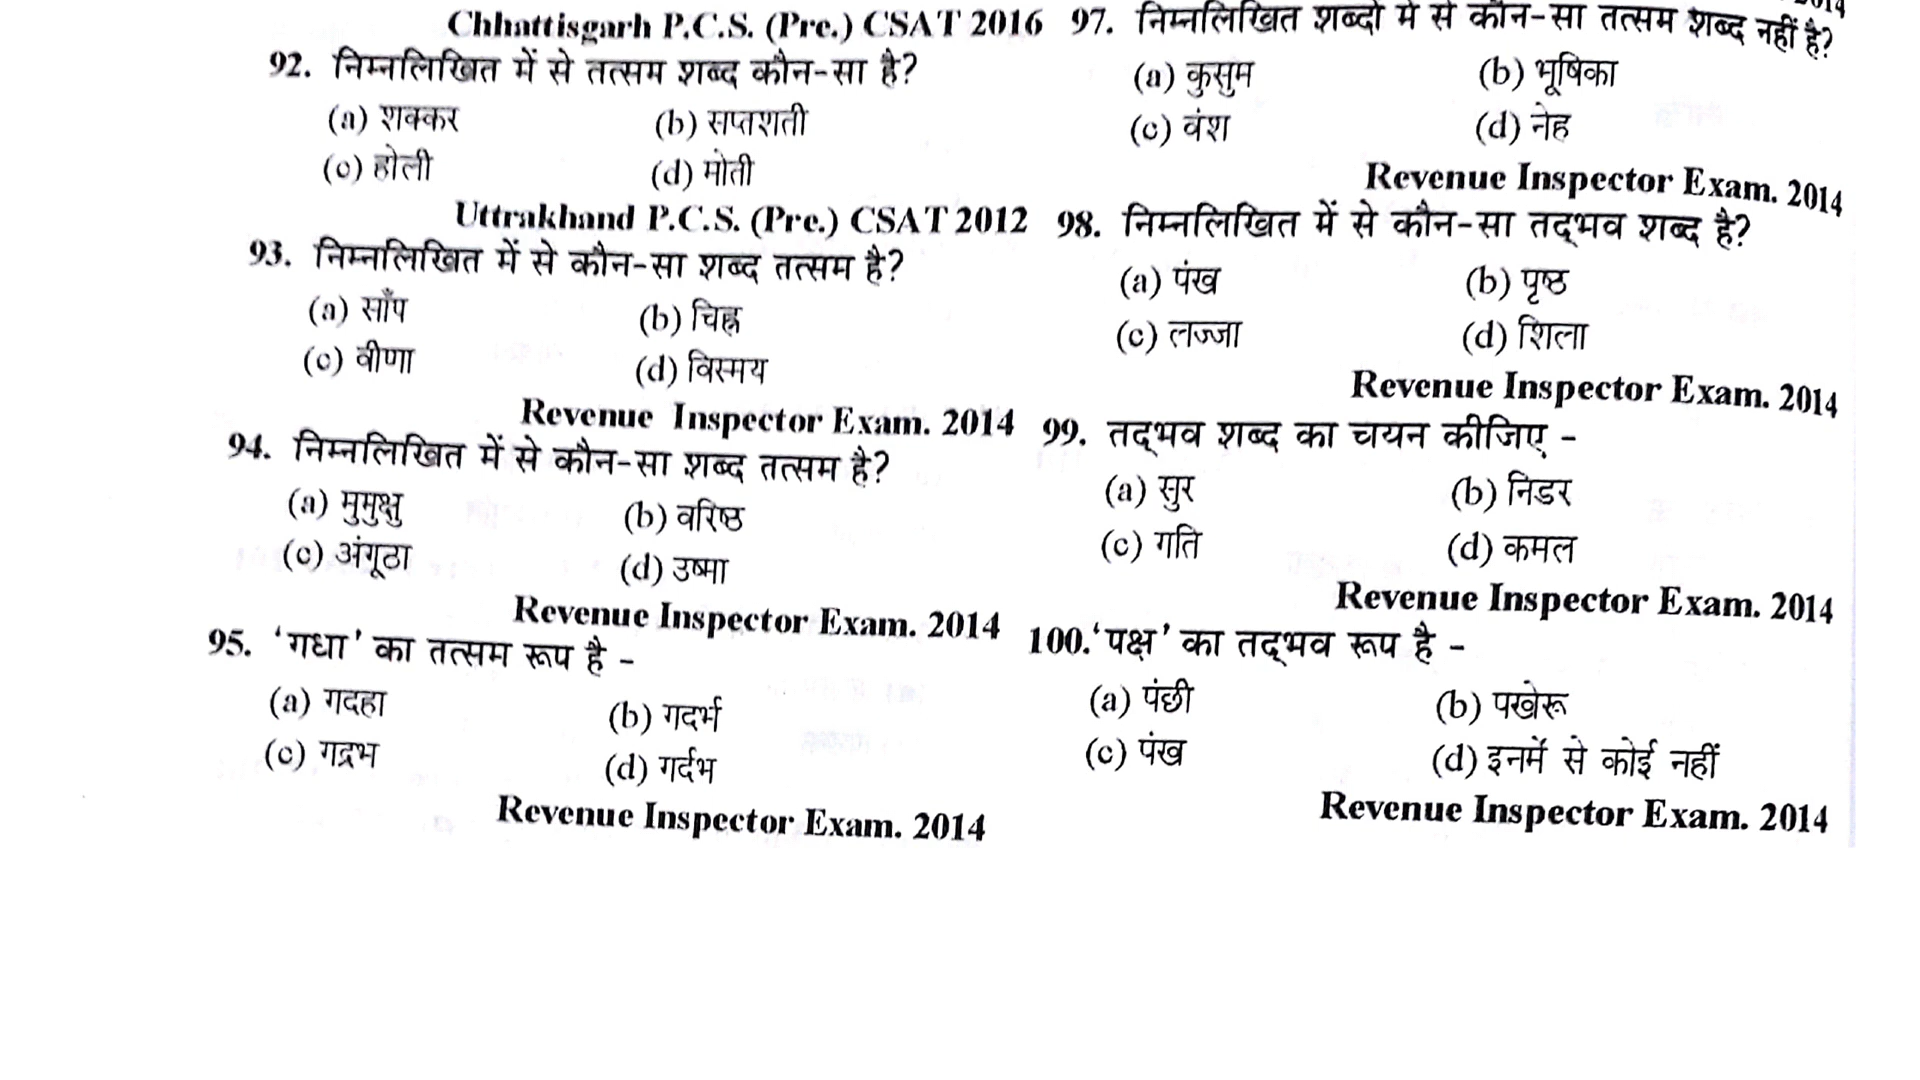 Chhattisgarh P.C.S. (Pre.) CSAT 2016
92. निम्नलिखित में से तत्सम शब्द कौन-सा है?
(a) शक्कर (b) सप्तशती
(c) होली (d) मोती
Uttrakhand P.C.S. (Pre.) CSAT 2012
93. निम्नलिखित में से कौन-सा शब्द तत्सम है?
(a) साँप (b) चिह्न
(c) वीणा (d) विस्मय
Revenue Inspector Exam. 2014
94. निम्नलिखित में से कौन-सा शब्द तत्सम है?
(a) मुमुक्षु (b) वरिष्ठ
(c) अंगूठा (d) उष्मा
Revenue Inspector Exam. 2014
95. 'गधा' का तत्सम रूप है -
(a) गदहा (b) गदर्भ
(c) गद्रभ (d) गर्दभ
Revenue Inspector Exam. 2014
2014
97. निम्नलिखित शब्दों में से कौन-सा तत्सम शब्द नहीं है?
(a) कुसुम (b) भूषिका
(c) वंश (d) नेह
Revenue Inspector Exam. 2014
98. निम्नलिखित में से कौन-सा तद्भव शब्द है?
(a) पंख (b) पृष्ठ
(c) लज्जा (d) शिला
Revenue Inspector Exam. 2014
99. तद्भव शब्द का चयन कीजिए -
(a) सुर (b) निडर
(c) गति (d) कमल
Revenue Inspector Exam. 2014
100. 'पक्ष' का तद्भव रूप है -
(a) पंछी (b) पखेरू
(c) पंख (d) इनमें से कोई नहीं
Revenue Inspector Exam. 2014